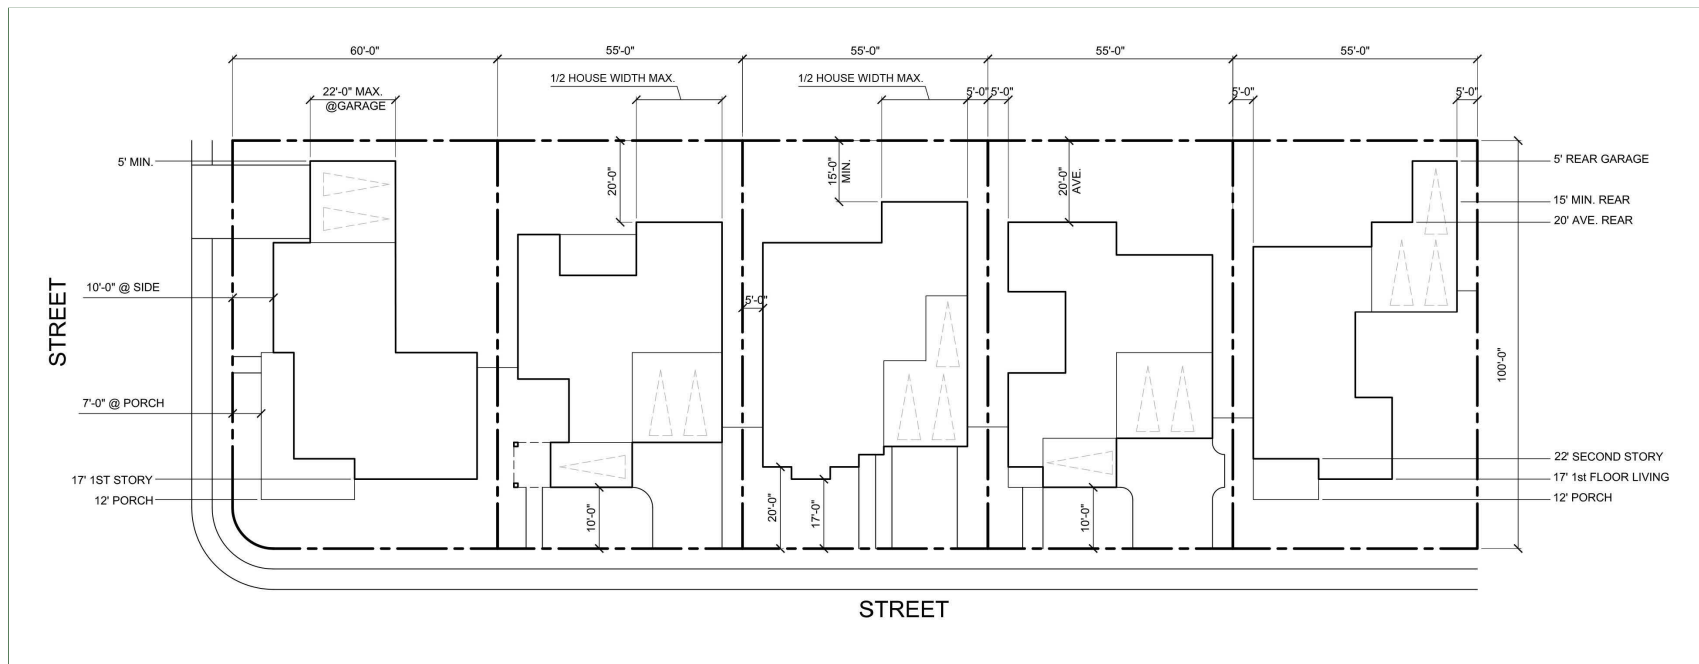 60'-0"
55'-0"
55'-0"
55'-0"
55'-0"
1/2 HOUSE WIDTH MAX.
1/2 HOUSE WIDTH MAX.
22'-0" MAX.
@GARAGE
5'-0"
5'-0"
5'-0"
5'-0"
5' MIN.
20'-0"
15'-0"
MIN.
20'-0"
AVE.
5' REAR GARAGE
15' MIN. REAR
20' AVE. REAR
STREET
10'-0" @ SIDE
5'-0"
100'-0"
7'-0" @ PORCH
17' 1ST STORY
12' PORCH
10'-0"
20'-0"
17'-0"
10'-0"
22' SECOND STORY
17' 1st FLOOR LIVING
12' PORCH
STREET